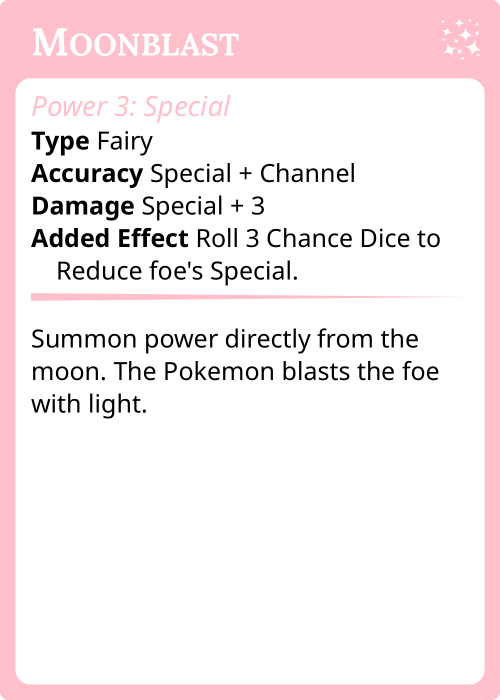 Moonblast
Power 3: Special
Type Fairy
Accuracy Special + Channel
Damage Special + 3
Added Effect Roll 3 Chance Dice to
Reduce foe's Special.
Summon power directly from the
moon. The Pokemon blasts the foe
with light.